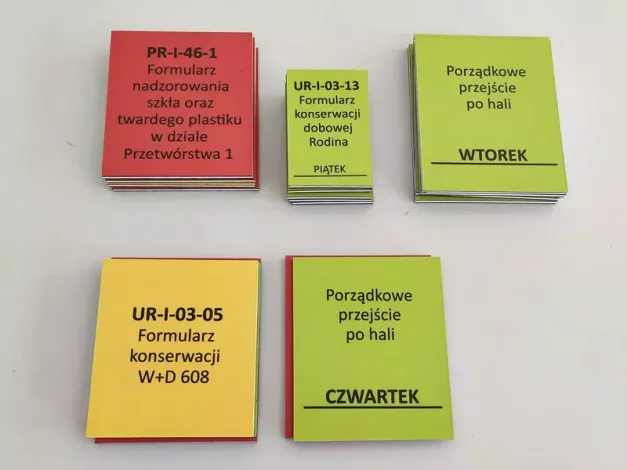 PR-I-46-1
Formularz
nadzorowania
szkła oraz
twardego plastiku
w dziale
Przetwórstwa 1
UR-I-03-13
Formularz
konserwacji
dobowej
Rodina
PIĄTEK
Porządkowe
przejście
po hali
WTOREK
UR-I-03-05
Formularz
konserwacji
W+D 608
Porządkowe
przejście
po hali
CZWARTEK